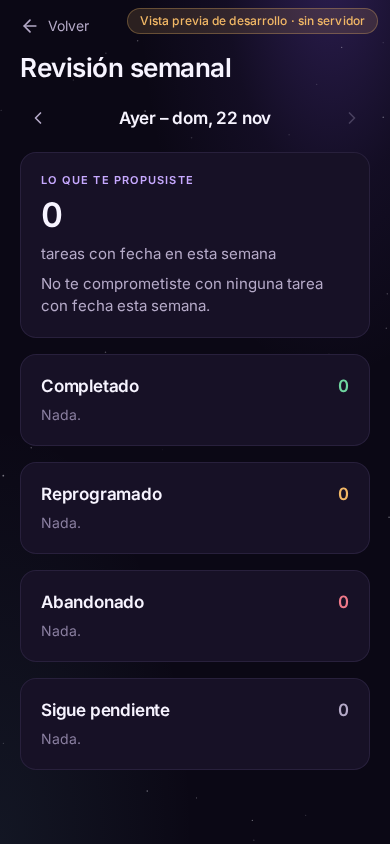 Volver
Vista previa de desarrollo · sin servidor
Revisión semanal
Ayer – dom, 22 nov
LO QUE TE PROPUSISTE
0
tareas con fecha en esta semana
No te comprometiste con ninguna tarea
con fecha esta semana.
Completado 0
Nada.
Reprogramado 0
Nada.
Abandonado 0
Nada.
Sigue pendiente 0
Nada.